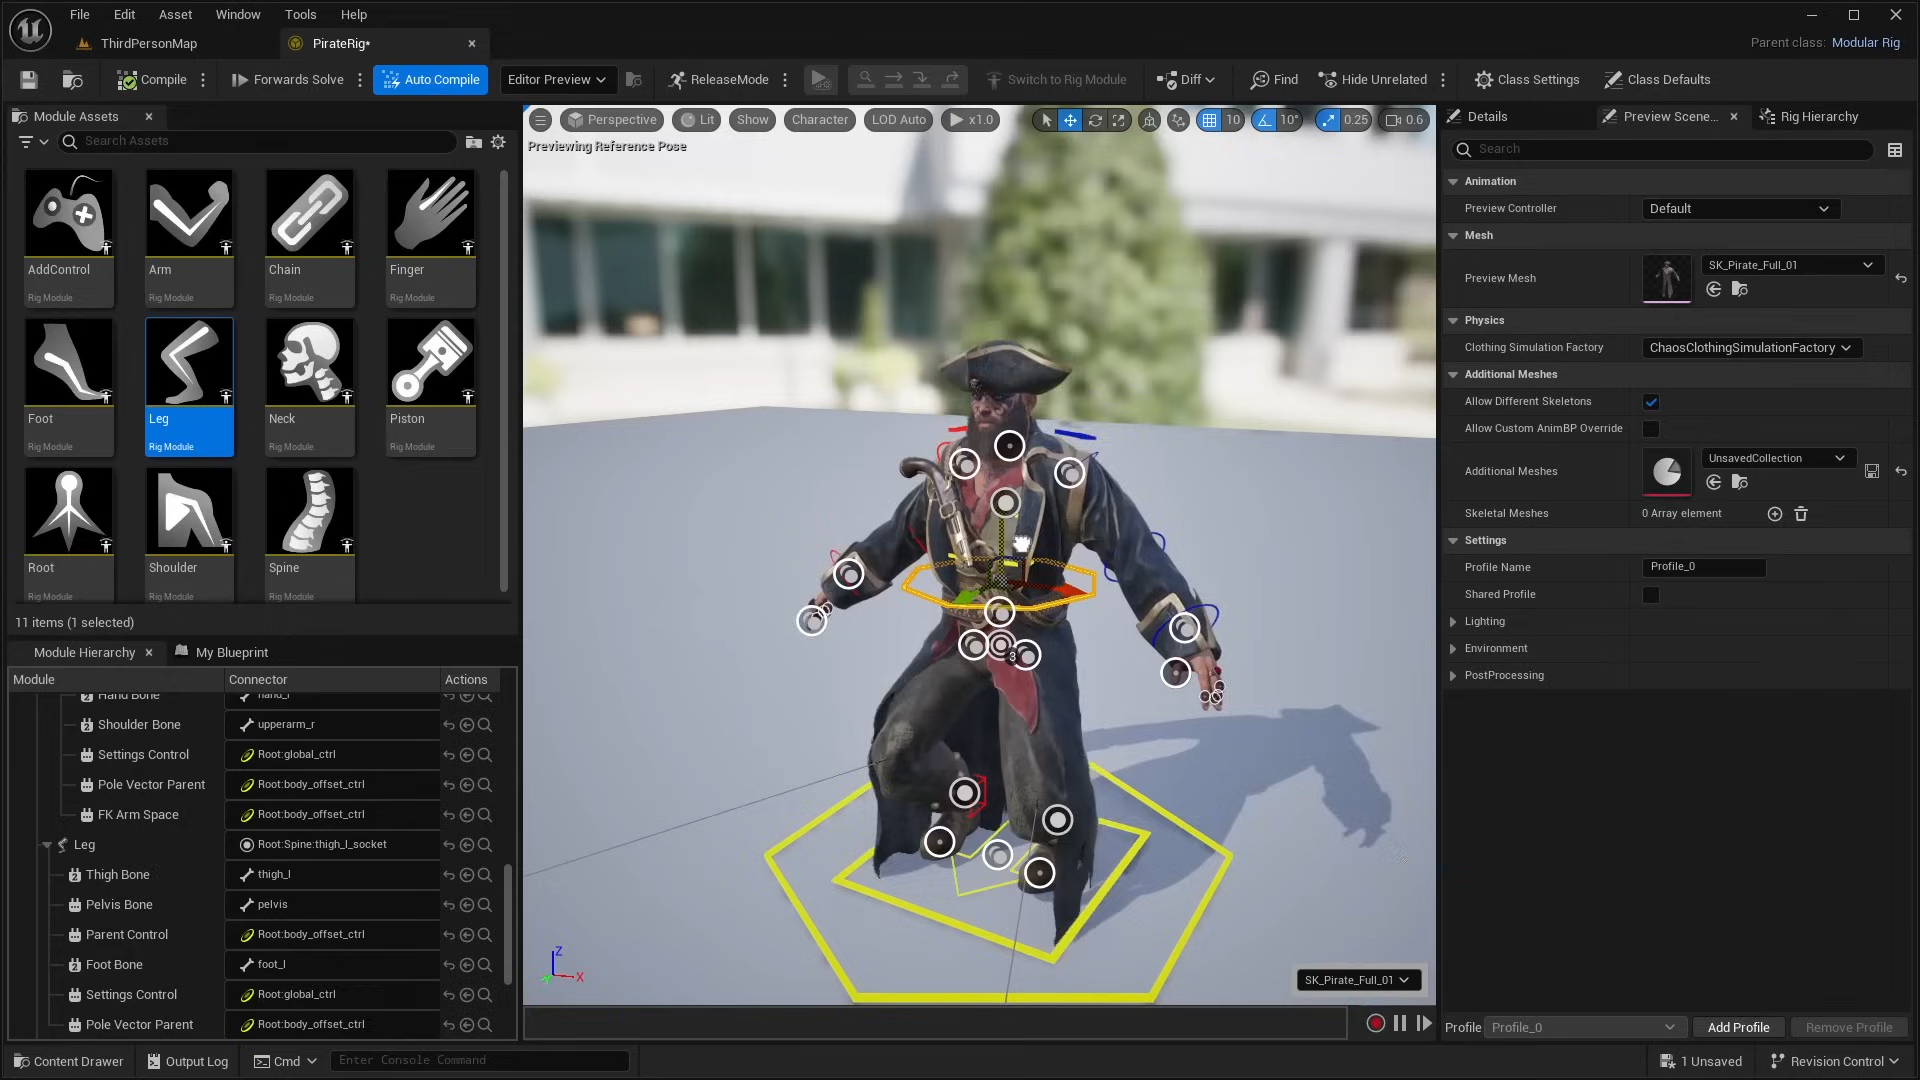 File Edit Asset Window Tools Help
ThirdPersonMap
PirateRig*
Parent class: Modular Rig
Compile
Forwards Solve
Auto Compile
Editor Preview
ReleaseMode
Switch to Rig Module
Diff
Find
Hide Unrelated
Class Settings
Class Defaults
Module Assets
Search Assets
AddControl
Rig Module
Arm
Rig Module
Chain
Rig Module
Finger
Rig Module
Foot
Rig Module
Leg
Rig Module
Neck
Rig Module
Piston
Rig Module
Root
Rig Module
Shoulder
Rig Module
Spine
Rig Module
11 items (1 selected)
Module Hierarchy
My Blueprint
Module Connector Actions
Hand Bone hand_r
Shoulder Bone upperarm_r
Settings Control Root:global_ctrl
Pole Vector Parent Root:body_offset_ctrl
FK Arm Space Root:body_offset_ctrl
Leg Root:Spine:thigh_l_socket
Thigh Bone thigh_l
Pelvis Bone pelvis
Parent Control Root:body_offset_ctrl
Foot Bone foot_l
Settings Control Root:global_ctrl
Pole Vector Parent Root:body_offset_ctrl
Perspective Lit Show Character LOD Auto x1.0 10 10° 0.25 0.6
Previewing Reference Pose
3
Z
X
SK_Pirate_Full_01
Details
Preview Scene...
Rig Hierarchy
Search
Animation
Preview Controller Default
Mesh
Preview Mesh SK_Pirate_Full_01
Physics
Clothing Simulation Factory ChaosClothingSimulationFactory
Additional Meshes
Allow Different Skeletons
Allow Custom AnimBP Override
Additional Meshes UnsavedCollection
Skeletal Meshes 0 Array element
Settings
Profile Name Profile_0
Shared Profile
Lighting
Environment
PostProcessing
Profile Profile_0 Add Profile Remove Profile
Content Drawer Output Log Cmd Enter Console Command
1 Unsaved Revision Control